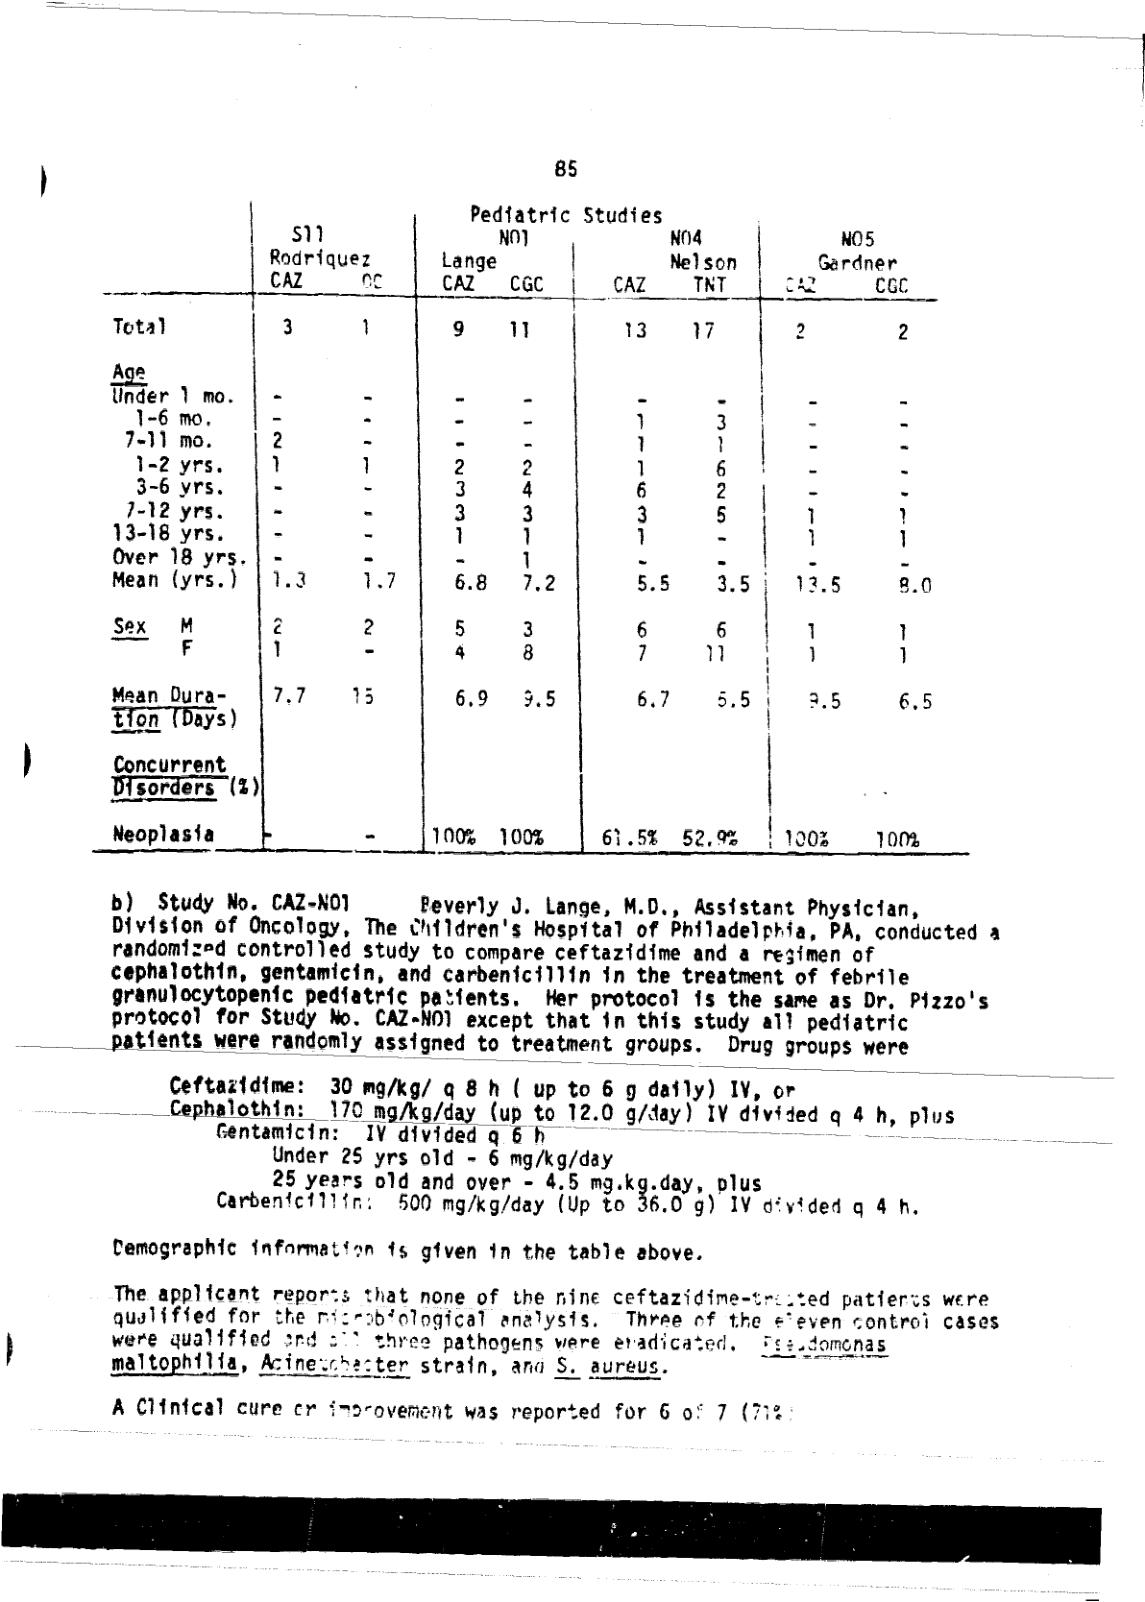 85
Pediatric Studies
S11 N01 N04 N05
Rodriquez Lange Nelson Gardner
CAZ CAZ CGC CAZ TNT CAZ CGC
Total 3 1 9 11 13 17 2 2
Age
Under 1 mo. - - - - - - - -
1-6 mo. - - - - 1 3 - -
7-11 mo. 2 - - - 1 1 - -
1-2 yrs. 1 1 2 2 1 6 - -
3-6 yrs. - - 3 4 6 2 - -
7-12 yrs. - - 3 3 3 5 1 1
13-18 yrs. - - 1 1 1 - 1 1
Over 18 yrs. - - - 1 - - - -
Mean (yrs.) 1.3 1.7 6.8 7.2 5.5 3.5 13.5
Sex M 2 2 5 3 6 6 1 1
F 1 - 4 8 7 11 1 1
Mean Dura- 7.7 15 6.9 9.5 6.7 5.5 6.5
tion (Days)
Concurrent
Disorders (%)
Neoplasia - - 100% 100% 61.5% 52.9% 100% 100%
b) Study No. CAZ-N01 Beverly J. Lange, M.D., Assistant Physician,
Division of Oncology, The Children's Hospital of Philadelphia, PA, conducted a
randomized controlled study to compare ceftazidime and a regimen of
cephalothin, gentamicin, and carbenicillin in the treatment of febrile
granulocytopenic pediatric patients. Her protocol is the same as Dr. Pizzo's
protocol for Study No. CAZ-N01 except that in this study all pediatric
patients were randomly assigned to treatment groups. Drug groups were
Ceftazidime: 30 mg/kg/ q 8 h ( up to 6 g daily) IV, or
Cephalothin: 170 mg/kg/day (up to 12.0 g/day) IV divided q 4 h, plus
Gentamicin: IV divided q 6 h
Under 25 yrs old - 6 mg/kg/day
25 years old and over - 4.5 mg.kg.day, plus
Carbenicillin: 500 mg/kg/day (Up to 36.0 g) IV divided q 4 h.
Demographic information is given in the table above.
The applicant reports that none of the nine ceftazidime-treated patients were
qualified for the microbiological analysis. Three of the eleven control cases
were qualified and all three pathogens were eradicated. Pseudomonas
maltophilia, Acinetobacter strain, and S. aureus.
A Clinical cure or improvement was reported for 6 of 7 (71%